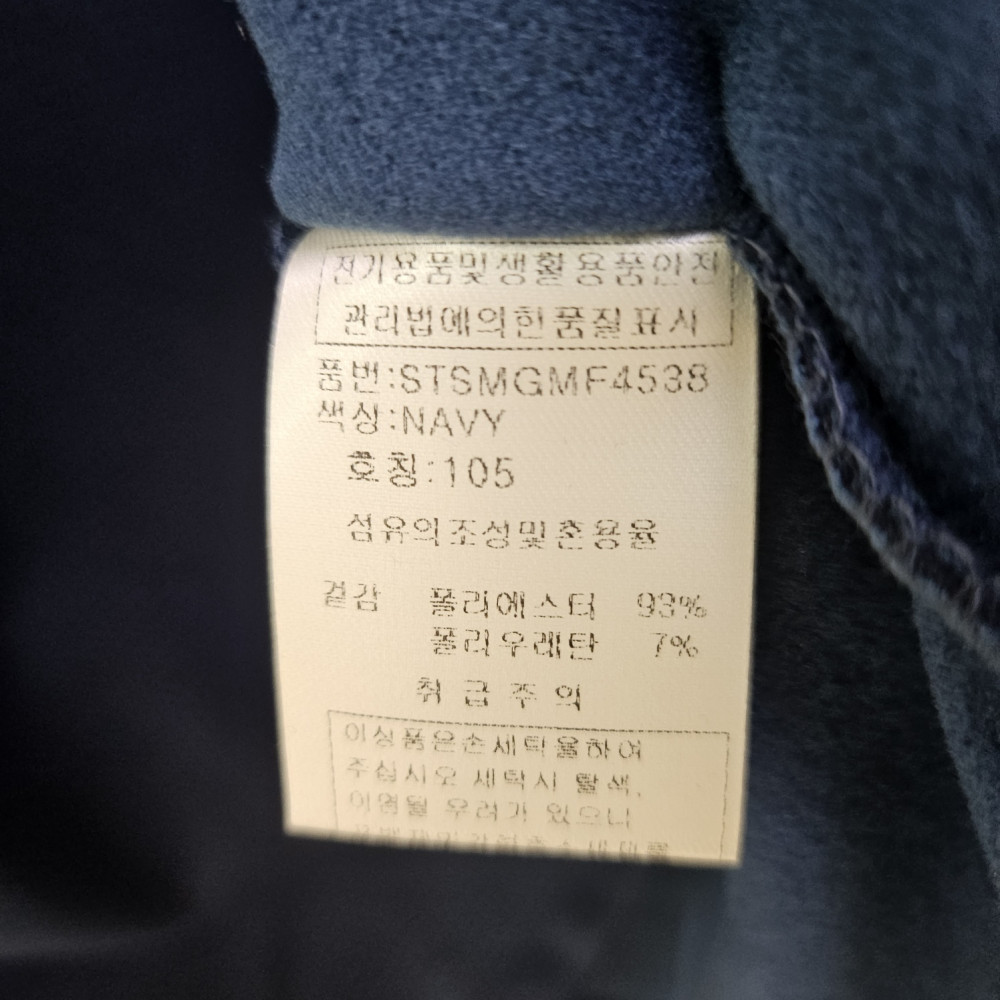 전기용품및생활용품안전
관리법에의한품질표시
품번:STSMGMF4538
색상:NAVY
호칭:105
섬유의조성및혼용율
겉감 폴리에스터 93%
폴리우레탄 7%
취급주의
이상품은손세탁을하여
주십시오 세탁시 탈색,
이염될 우려가 있으니